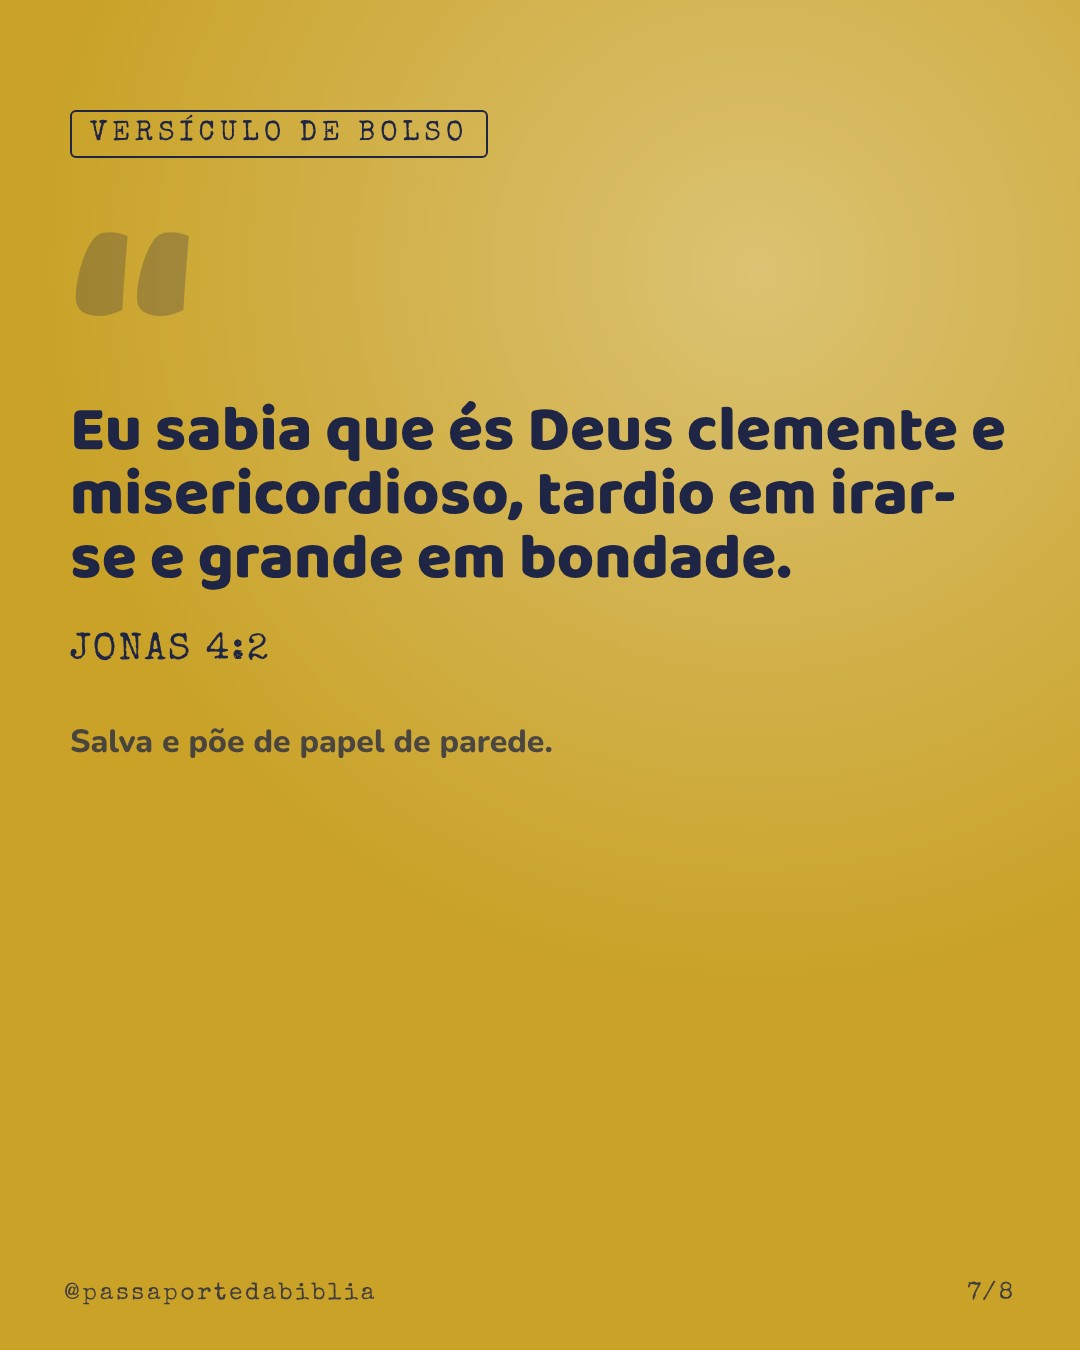 VERSÍCULO DE BOLSO
“
Eu sabia que és Deus clemente e
misericordioso, tardio em irar-
se e grande em bondade.
JONAS 4:2
Salva e põe de papel de parede.
@passaportedabiblia
7/8